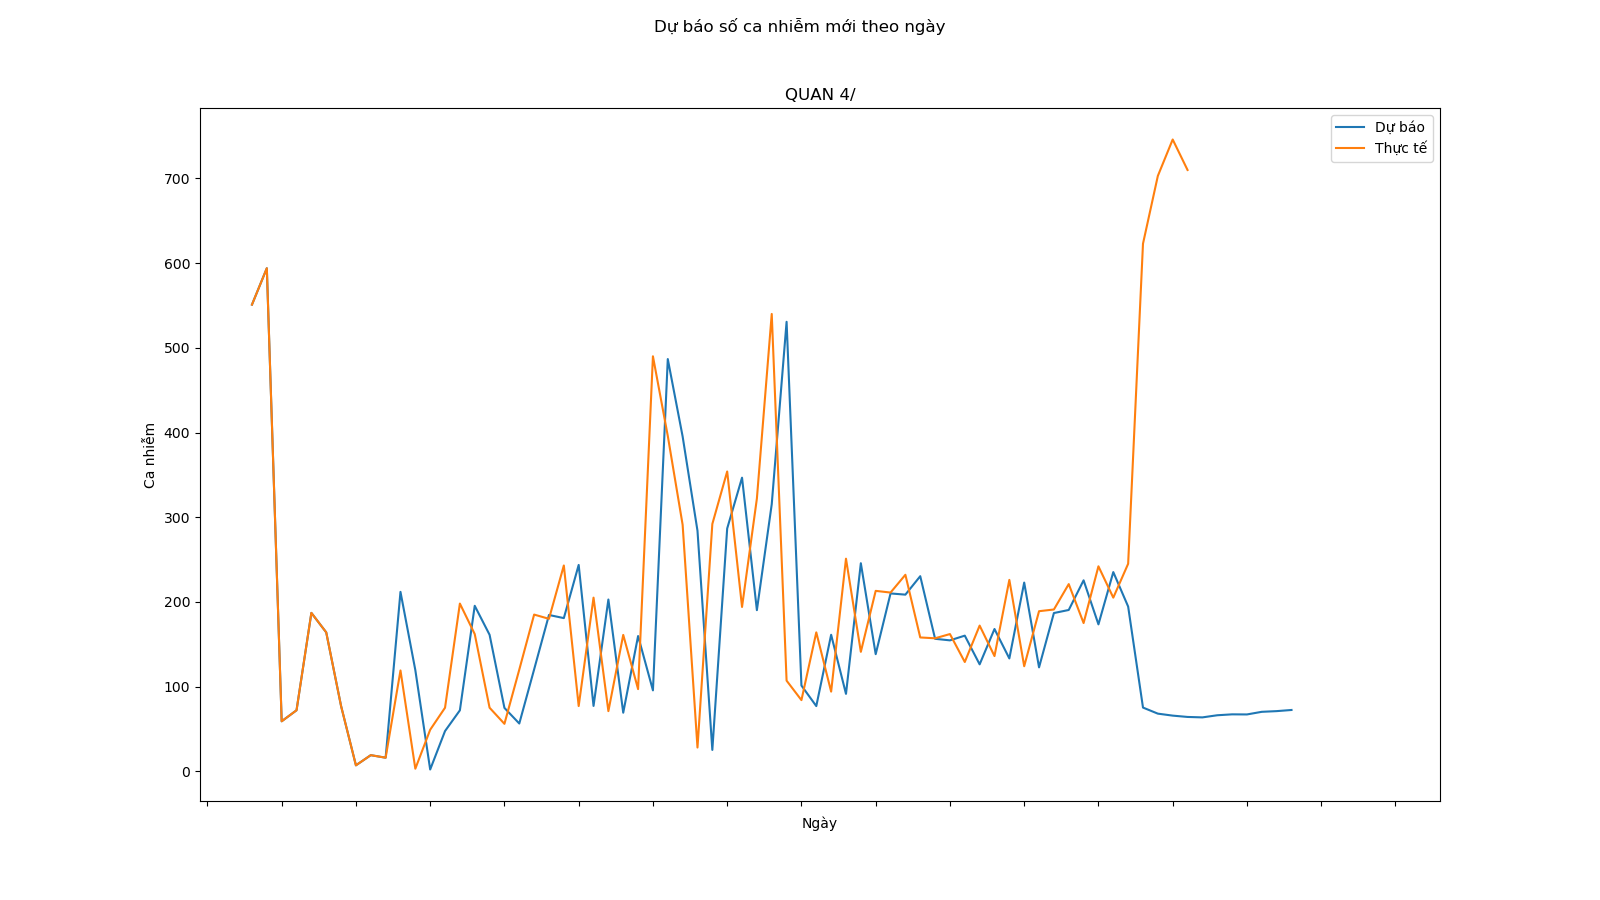 Dự báo số ca nhiễm mới theo ngày
QUAN 4/
Dự báo
Thực tế
700
600
500
400
300
200
100
0
Ca nhiễm
Ngày